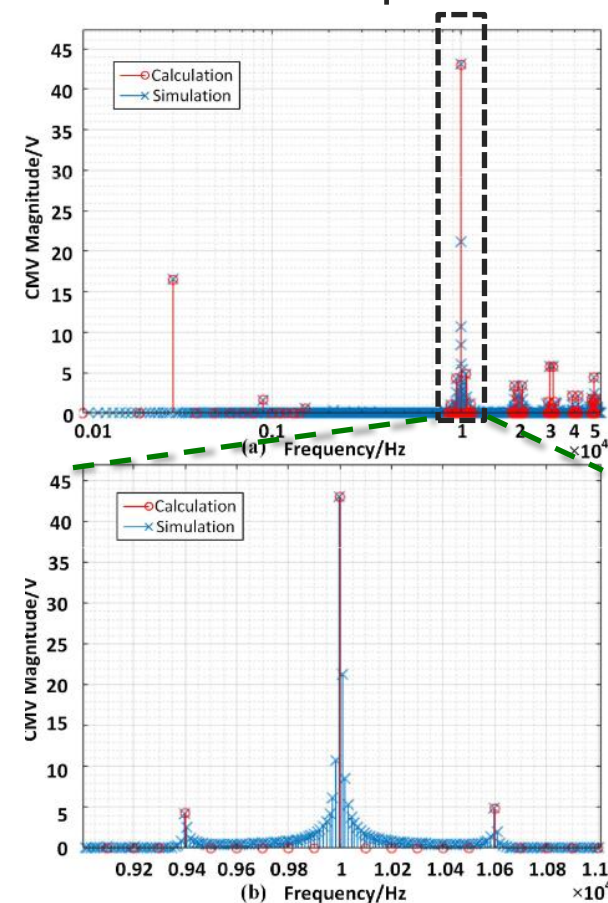 45
40
35
30
25
20
15
10
5
0
CMV Magnitude/V
Calculation
Simulation
0.01 0.1 1 2 3 4 5
×10⁴
(a) Frequency/Hz
45
40
35
30
25
20
15
10
5
0
CMV Magnitude/V
Calculation
Simulation
0.92 0.94 0.96 0.98 1 1.02 1.04 1.06 1.08 1.1
×10⁴
(b) Frequency/Hz